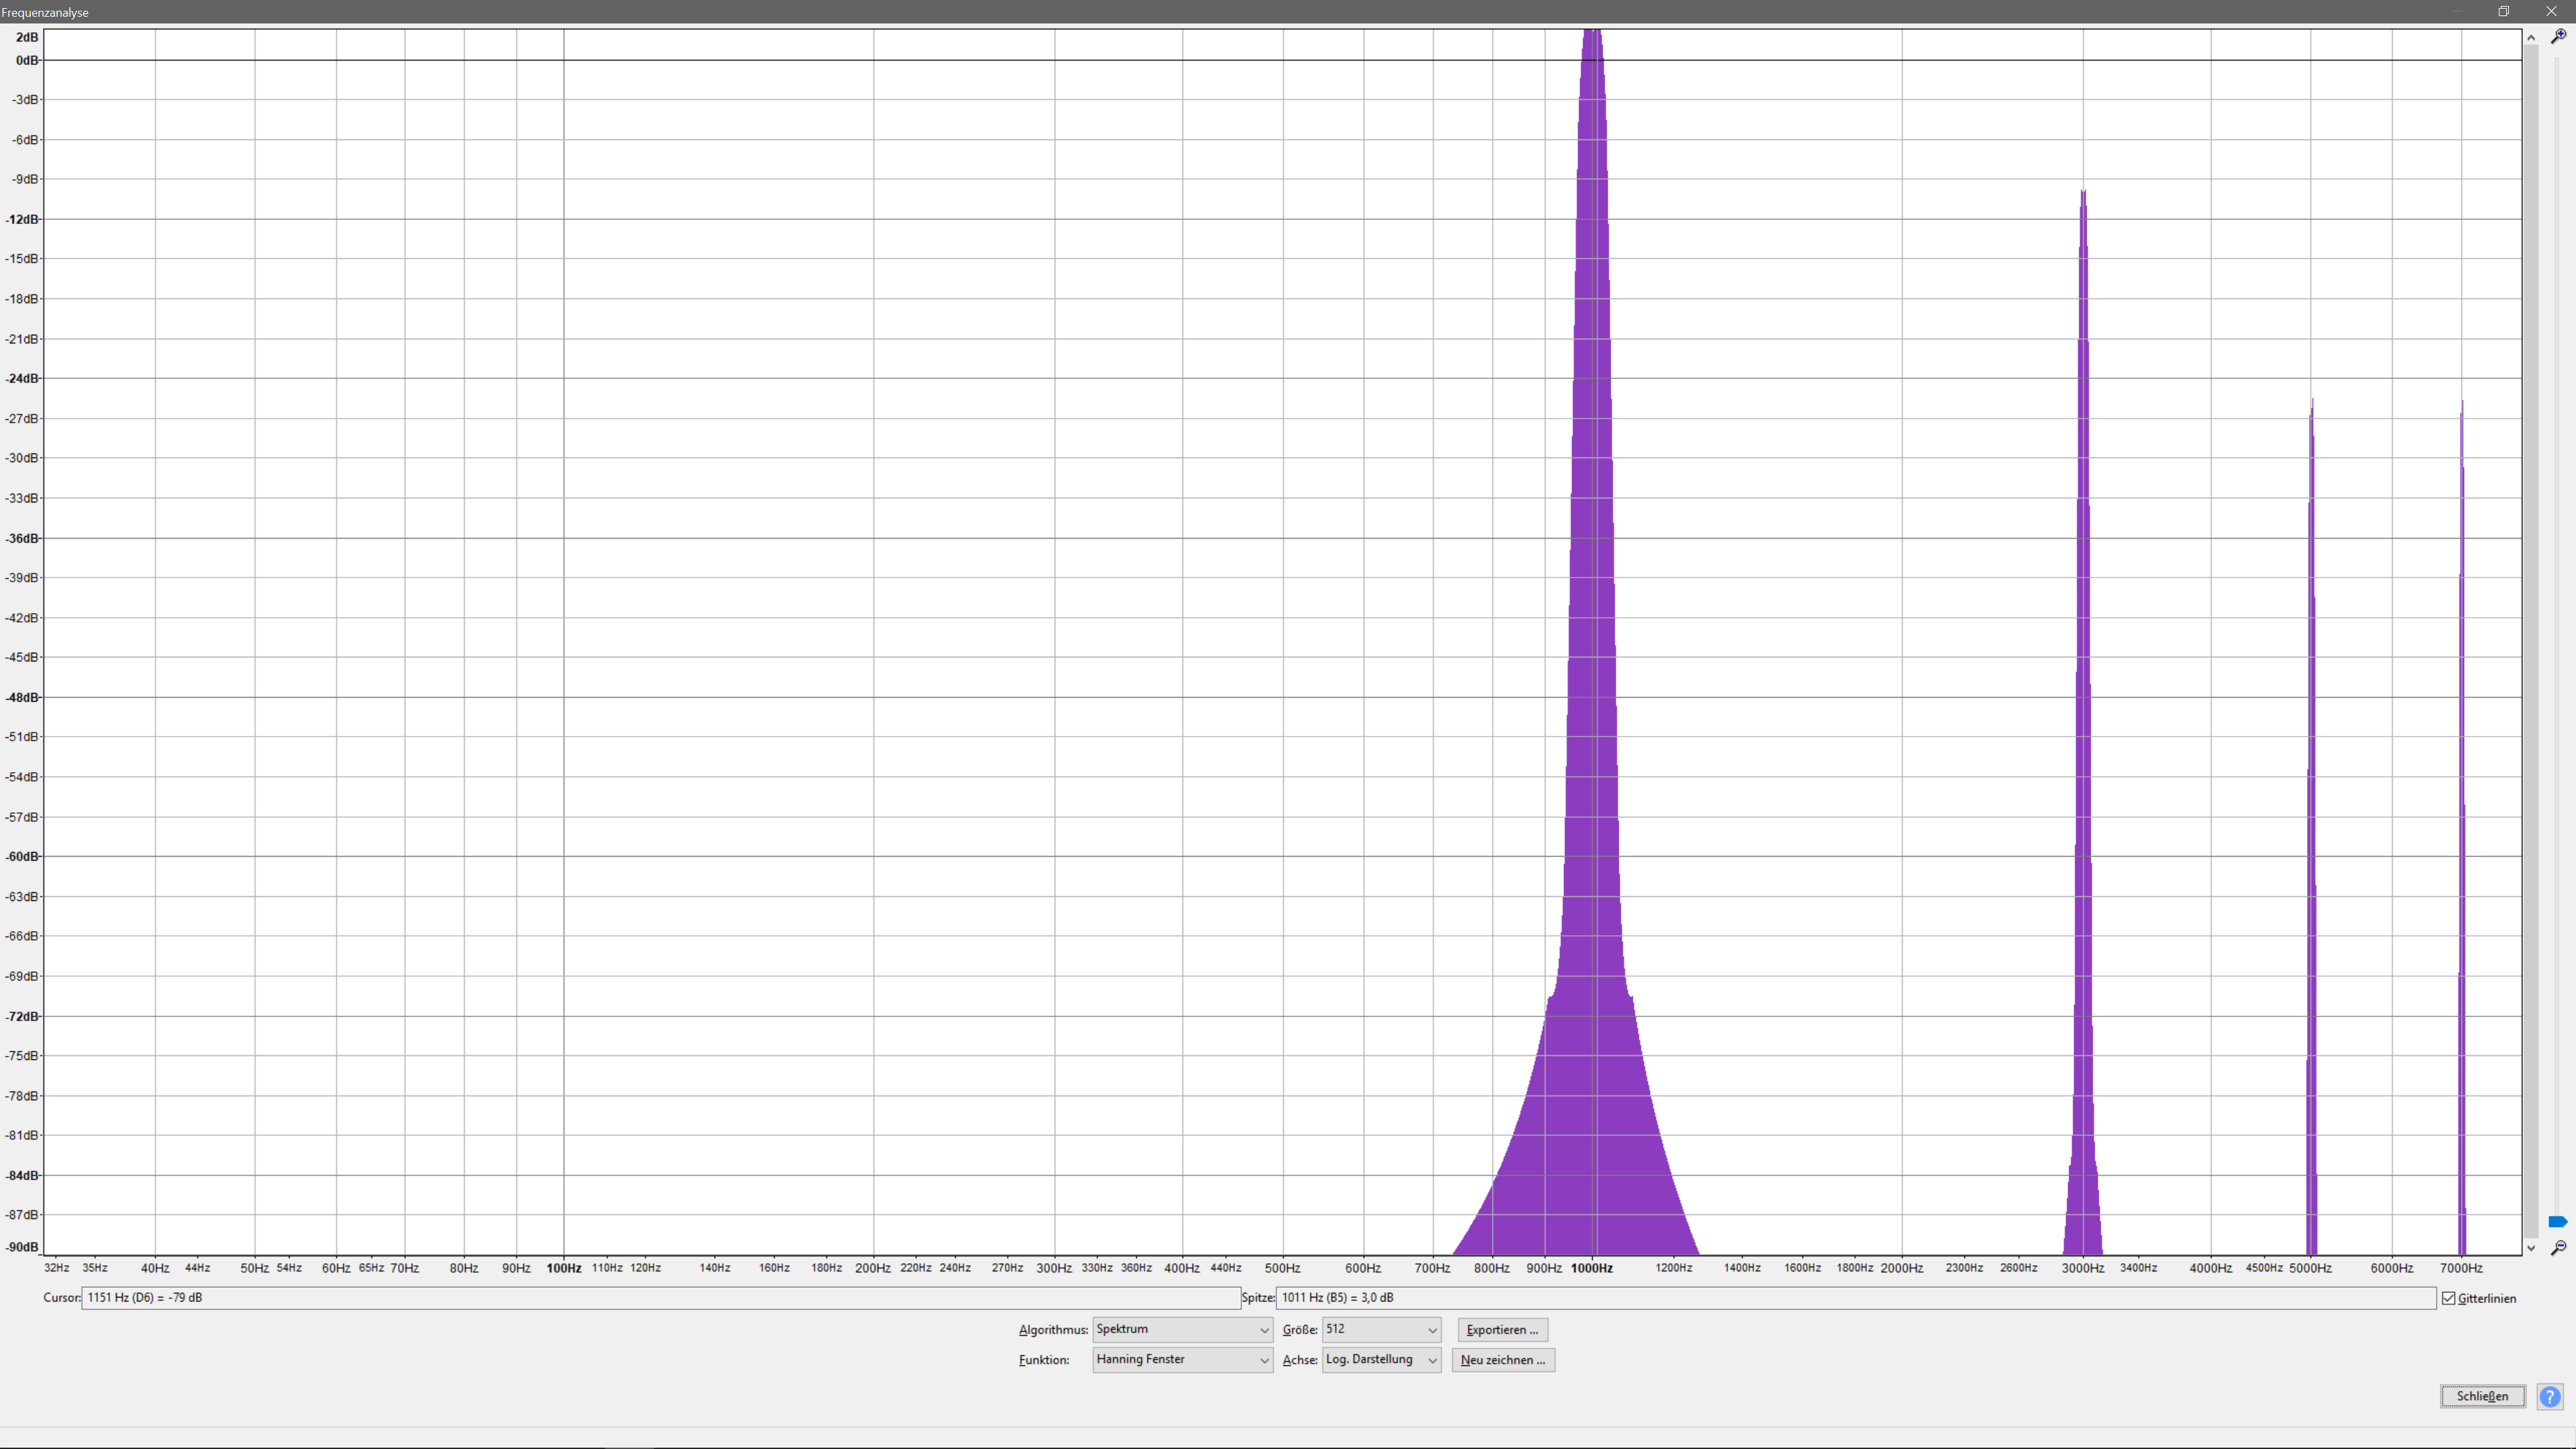 Frequenzanalyse
2dB
0dB
-3dB
-6dB
-9dB
-12dB
-15dB
-18dB
-21dB
-24dB
-27dB
-30dB
-33dB
-36dB
-39dB
-42dB
-45dB
-48dB
-51dB
-54dB
-57dB
-60dB
-63dB
-66dB
-69dB
-72dB
-75dB
-78dB
-81dB
-84dB
-87dB
-90dB
32Hz 35Hz 40Hz 44Hz 50Hz 54Hz 60Hz 65Hz 70Hz 80Hz 90Hz 100Hz 110Hz 120Hz 140Hz 160Hz 180Hz 200Hz 220Hz 240Hz 270Hz 300Hz 330Hz 360Hz 400Hz 440Hz 500Hz 600Hz 700Hz 800Hz 900Hz 1000Hz 1200Hz 1400Hz 1600Hz 1800Hz 2000Hz 2300Hz 2600Hz 3000Hz 3400Hz 4000Hz 4500Hz 5000Hz 6000Hz 7000Hz
Cursor: 1151 Hz (D6) = -79 dB Spitze: 1011 Hz (B5) = 3,0 dB Gitterlinien
Algorithmus: Spektrum Größe: 512 Exportieren ...
Funktion: Hanning Fenster Achse: Log. Darstellung Neu zeichnen ...
Schließen ?